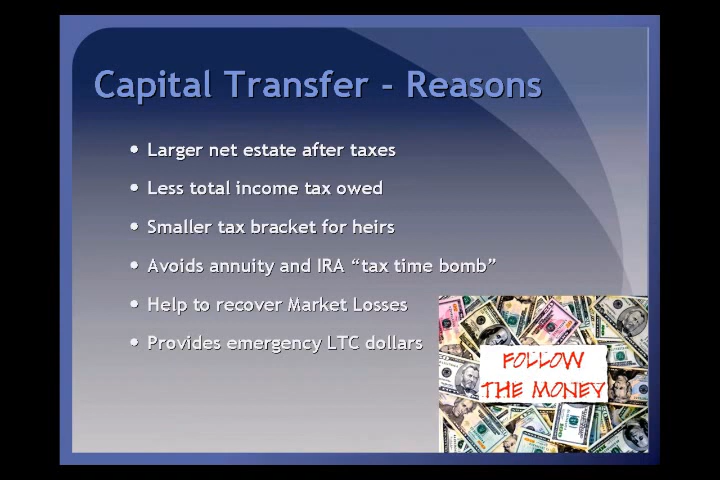 Capital Transfer - Reasons
• Larger net estate after taxes
• Less total income tax owed
• Smaller tax bracket for heirs
• Avoids annuity and IRA “tax time bomb”
• Help to recover Market Losses
• Provides emergency LTC dollars
FOLLOW
THE MONEY